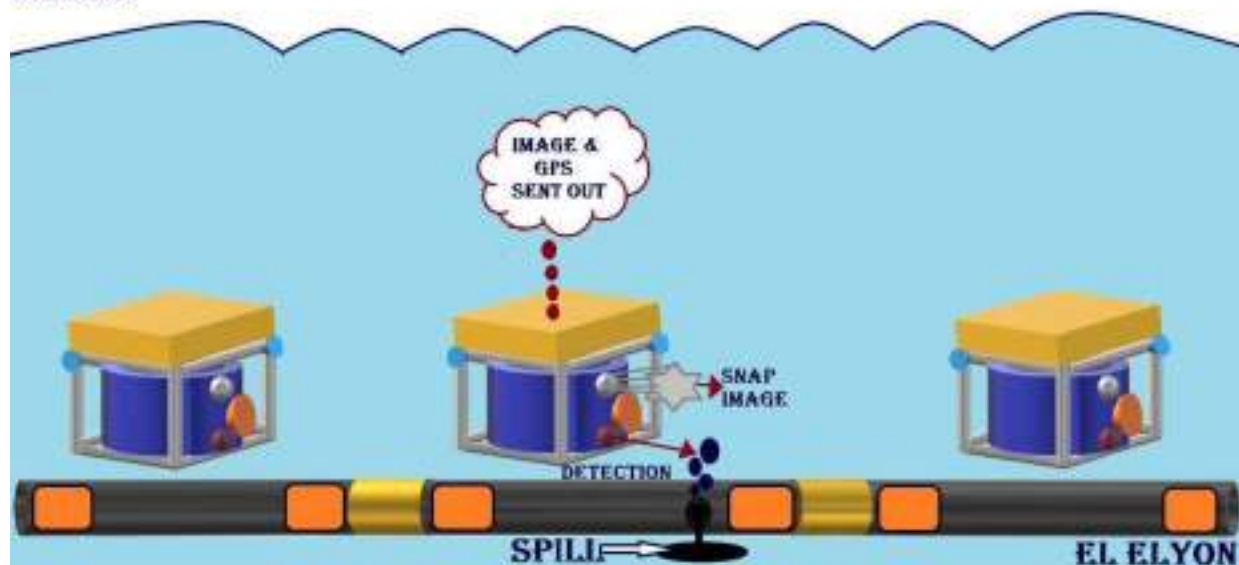 IMAGE &
GPS
SENT OUT
SNAP
IMAGE
DETECTION
SPILL
EL ELYON